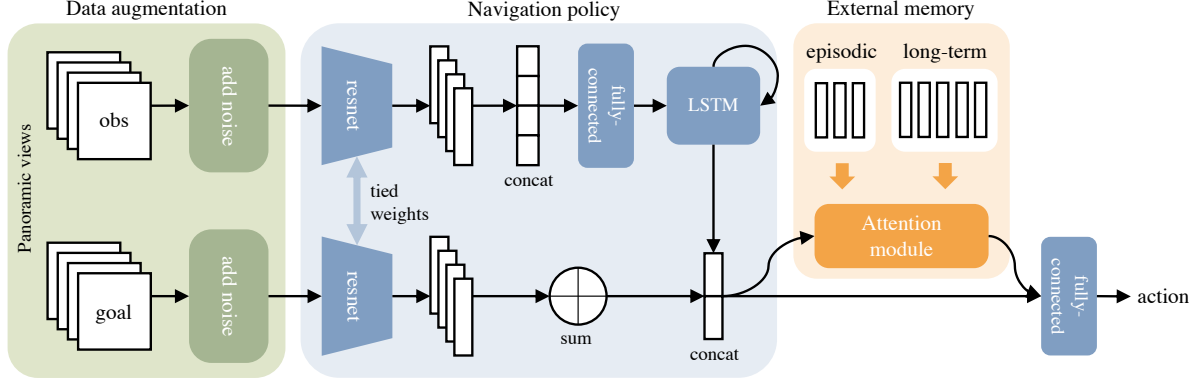 Data augmentation
Navigation policy
External memory
Panoramic views
obs
add noise
resnet
concat
fully-
connected
LSTM
episodic
long-term
tied
weights
goal
add noise
resnet
sum
concat
Attention
module
fully-
connected
action